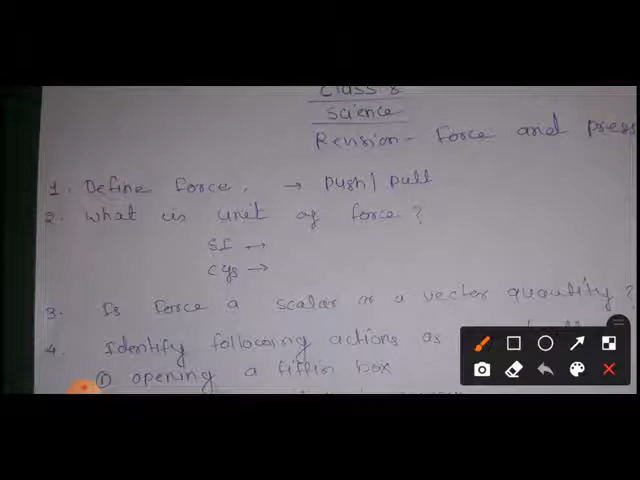 Class 8
Science
Revision - Force and press
1. Define Force. → Push/Pull
2. What is unit of force?
SI →
CGS →
3. Is Force a scalar or a vector quantity?
4. Identify following actions as
① opening a tiffin box